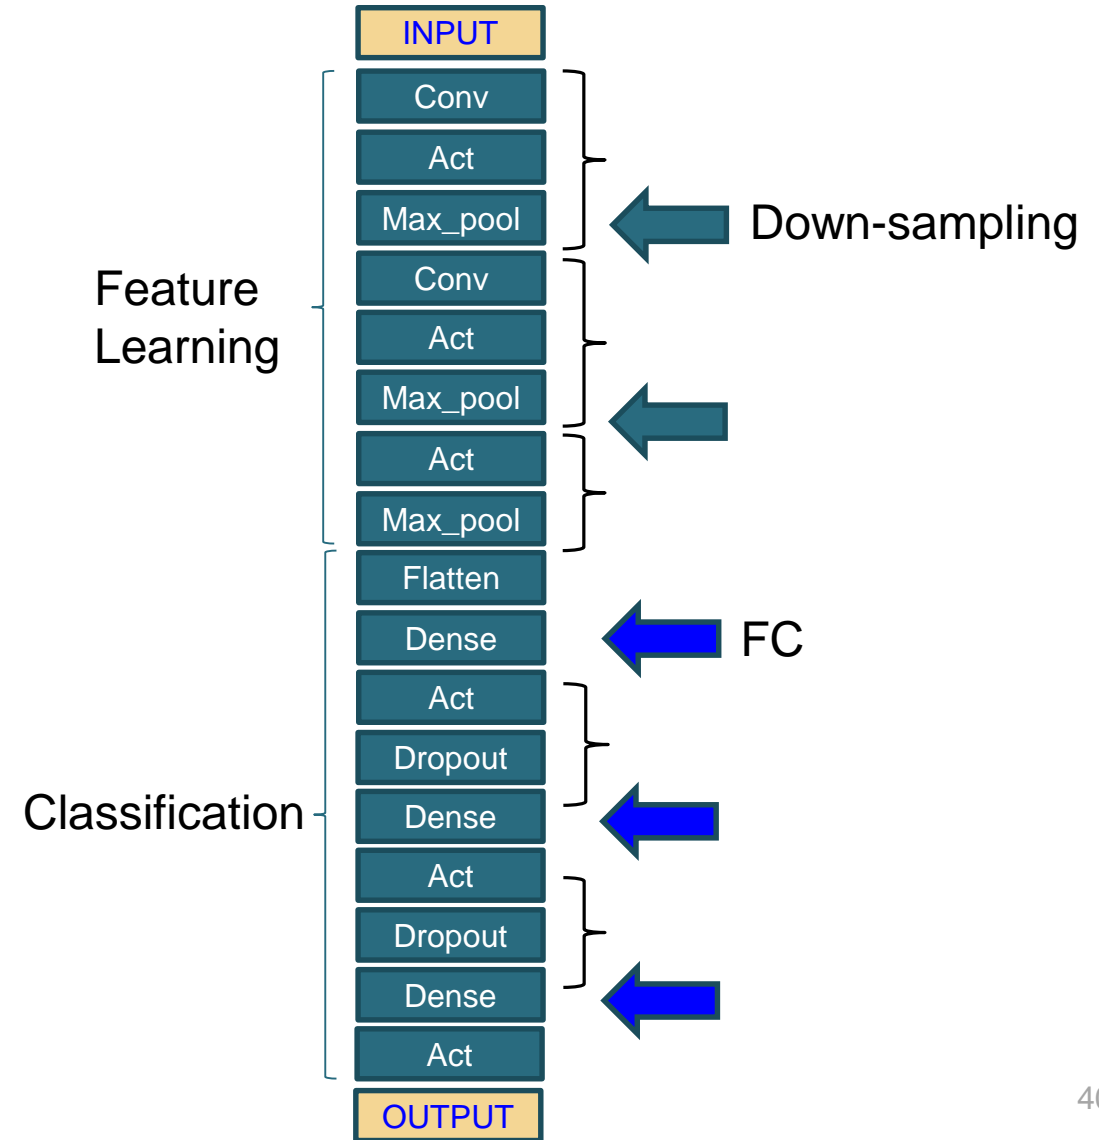 INPUT
Conv
Act
Max_pool
Down-sampling
Conv
Feature
Learning
Act
Max_pool
Act
Max_pool
Flatten
Dense
FC
Act
Dropout
Classification
Dense
Act
Dropout
Dense
Act
OUTPUT